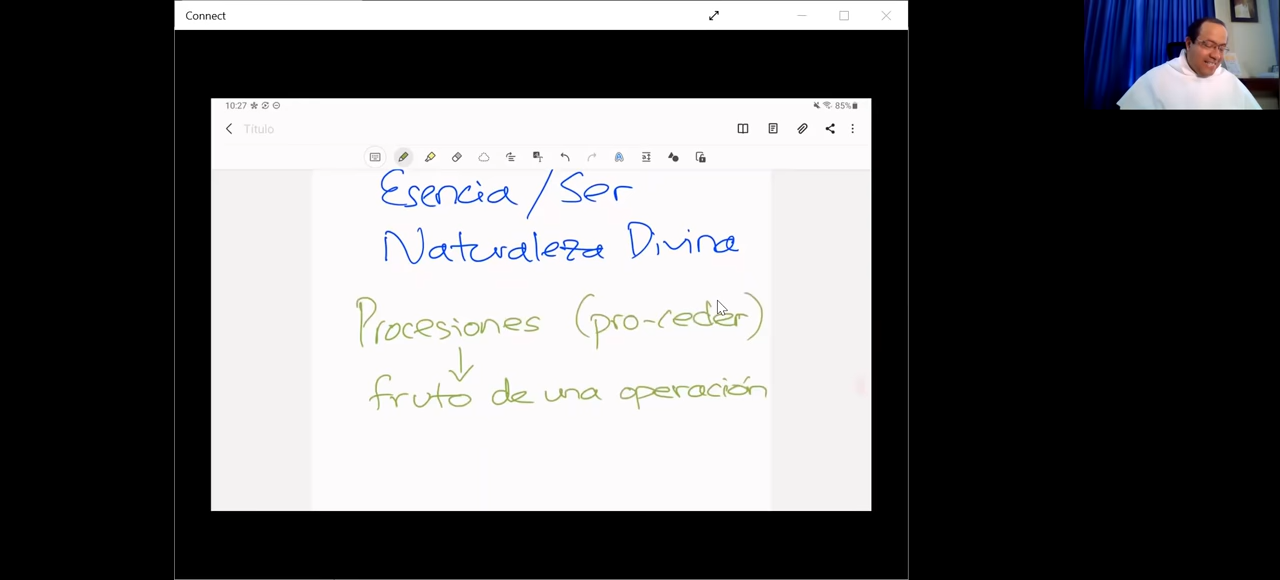 Connect
10:27
85%
Título
Esencia / Ser
Naturaleza Divina
Procesiones (pro-ceder)
↓
fruto de una operación